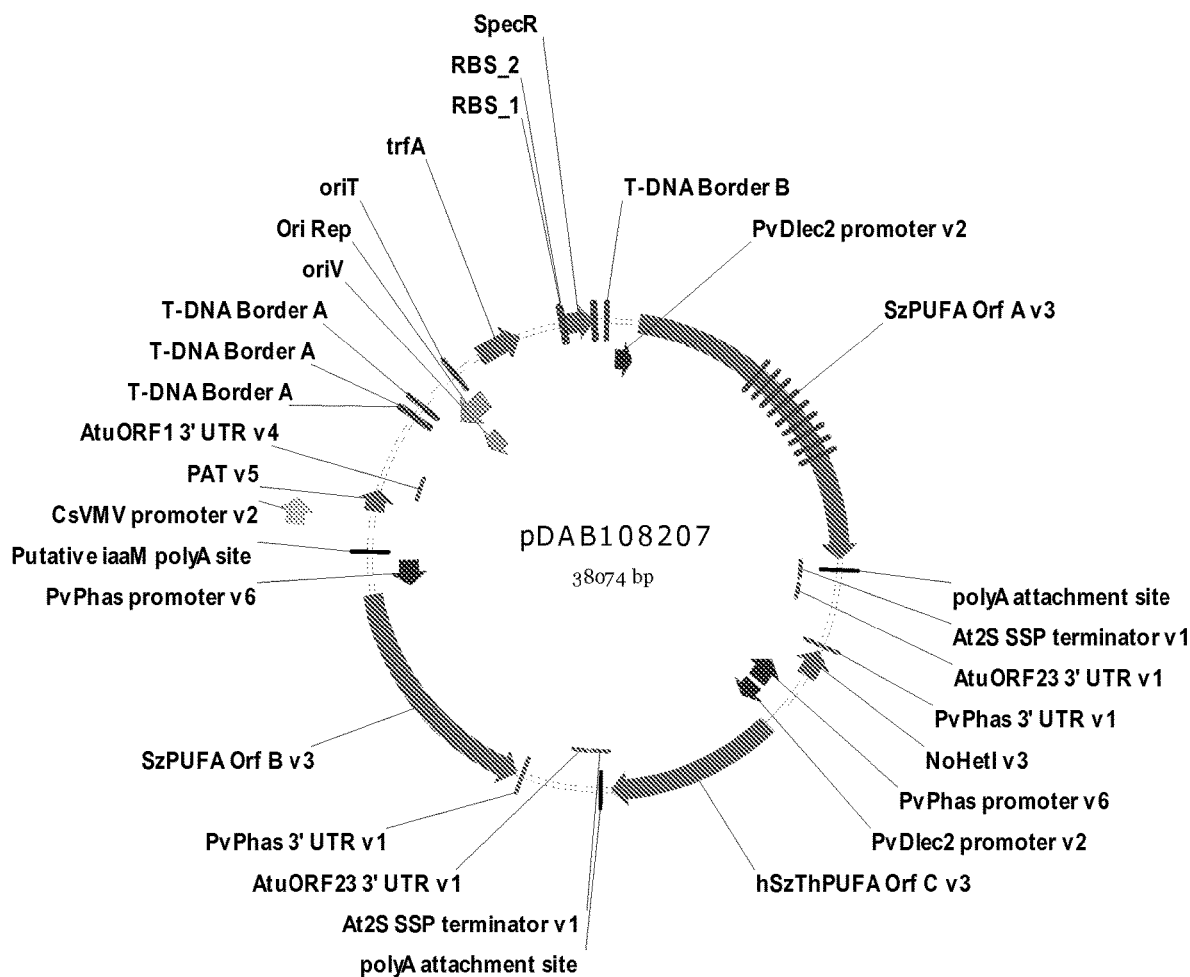 SpecR
RBS_2
RBS_1
trfA
oriT
Ori Rep
oriV
T-DNA Border A
T-DNA Border A
T-DNA Border A
AtuORF1 3' UTR v4
PAT v5
CsVMV promoter v2
Putative iaaM polyA site
PvPhas promoter v6
SzPUFA Orf B v3
PvPhas 3' UTR v1
AtuORF23 3' UTR v1
At2S SSP terminator v1
polyA attachment site
T-DNA Border B
PvDlec2 promoter v2
SzPUFA Orf A v3
pDAB108207
38074 bp
polyA attachment site
At2S SSP terminator v1
AtuORF23 3' UTR v1
PvPhas 3' UTR v1
NoHetI v3
PvPhas promoter v6
PvDlec2 promoter v2
hSzThPUFA Orf C v3